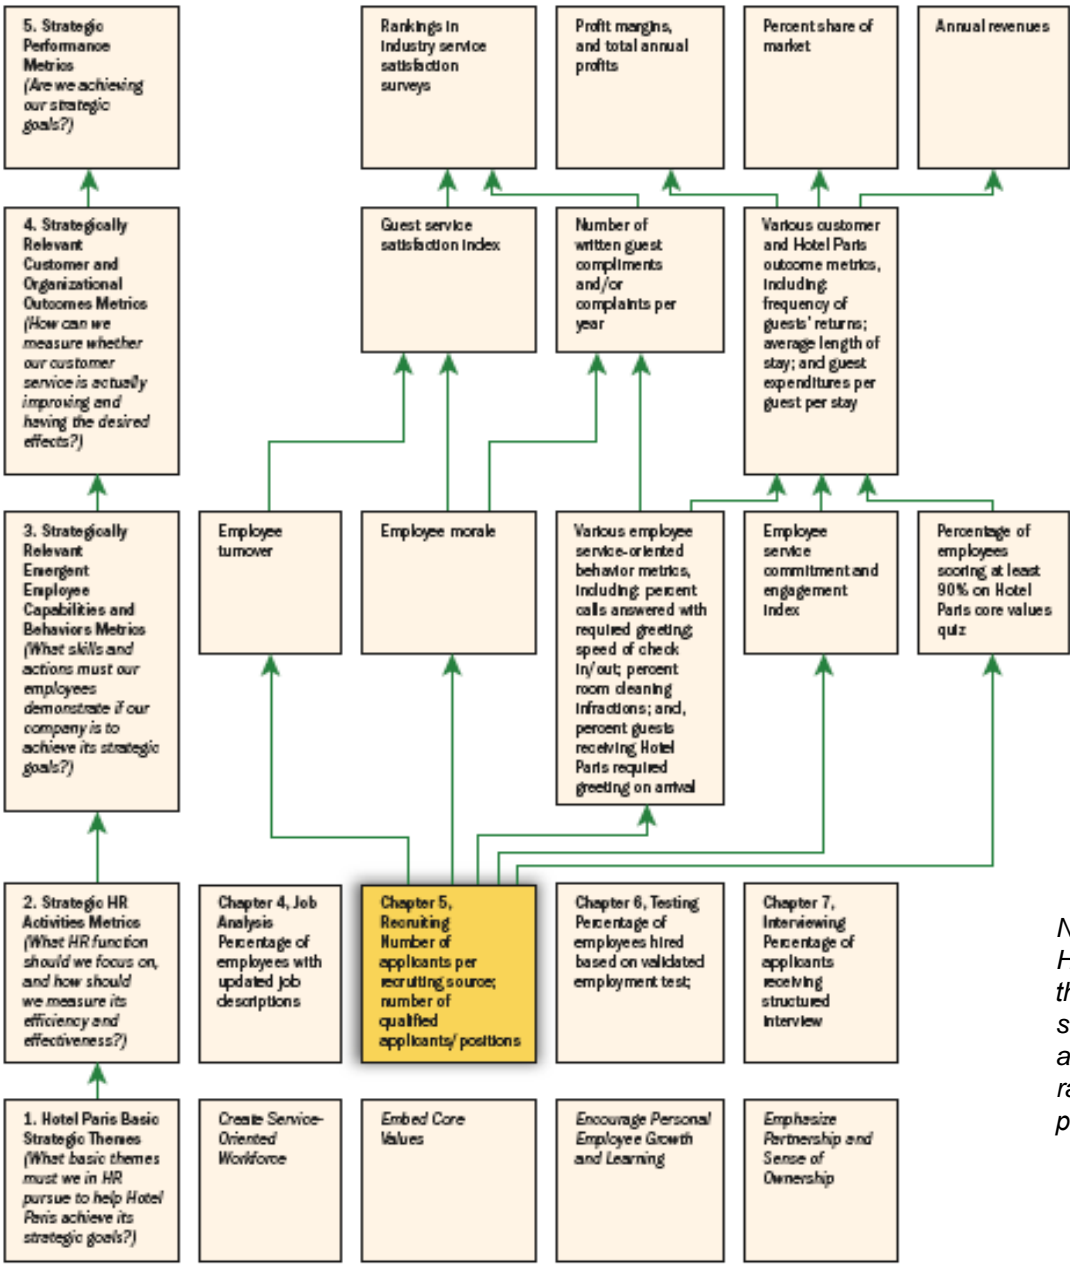 5. Strategic
Performance
Metrics
(Are we achieving
our strategic
goals?)
Rankings in
industry service
satisfaction
surveys
Profit margins,
and total annual
profits
Percent share of
market
Annual revenues
4. Strategically
Relevant
Customer and
Organizational
Outcomes Metrics
(How can we
measure whether
our customer
service is actually
improving and
having the desired
effects?)
Guest service
satisfaction index
Number of
written guest
compliments
and/or
complaints per
year
Various customer
and Hotel Paris
outcome metrics,
including:
frequency of
guests' returns;
average length of
stay; and guest
expenditures per
guest per stay
3. Strategically
Relevant
Emergent
Employee
Capabilities and
Behaviors Metrics
(What skills and
actions must our
employees
demonstrate if our
company is to
achieve its strategic
goals?)
Employee
turnover
Employee morale
Various employee
service-oriented
behavior metrics,
including: percent
calls answered with
required greeting;
speed of check
in/out; percent
room cleaning
infractions; and,
percent guests
receiving Hotel
Paris required
greeting on arrival
Employee
service
commitment and
engagement
index
Percentage of
employees
scoring at least
90% on Hotel
Paris core values
quiz
2. Strategic HR
Activities Metrics
(What HR function
should we focus on,
and how should
we measure its
efficiency and
effectiveness?)
Chapter 4, Job
Analysis
Percentage of
employees with
updated job
descriptions
Chapter 5,
Recruiting
Number of
applicants per
recruiting source;
number of
qualified
applicants/positions
Chapter 6, Testing
Percentage of
employees hired
based on validated
employment test;
Chapter 7,
Interviewing
Percentage of
applicants
receiving
structured
interview
1. Hotel Paris Basic
Strategic Themes
(What basic themes
must we in HR
pursue to help Hotel
Paris achieve its
strategic goals?)
Create Service-
Oriented
Workforce
Embed Core
Values
Encourage Personal
Employee Growth
and Learning
Emphasize
Partnership and
Sense of
Ownership